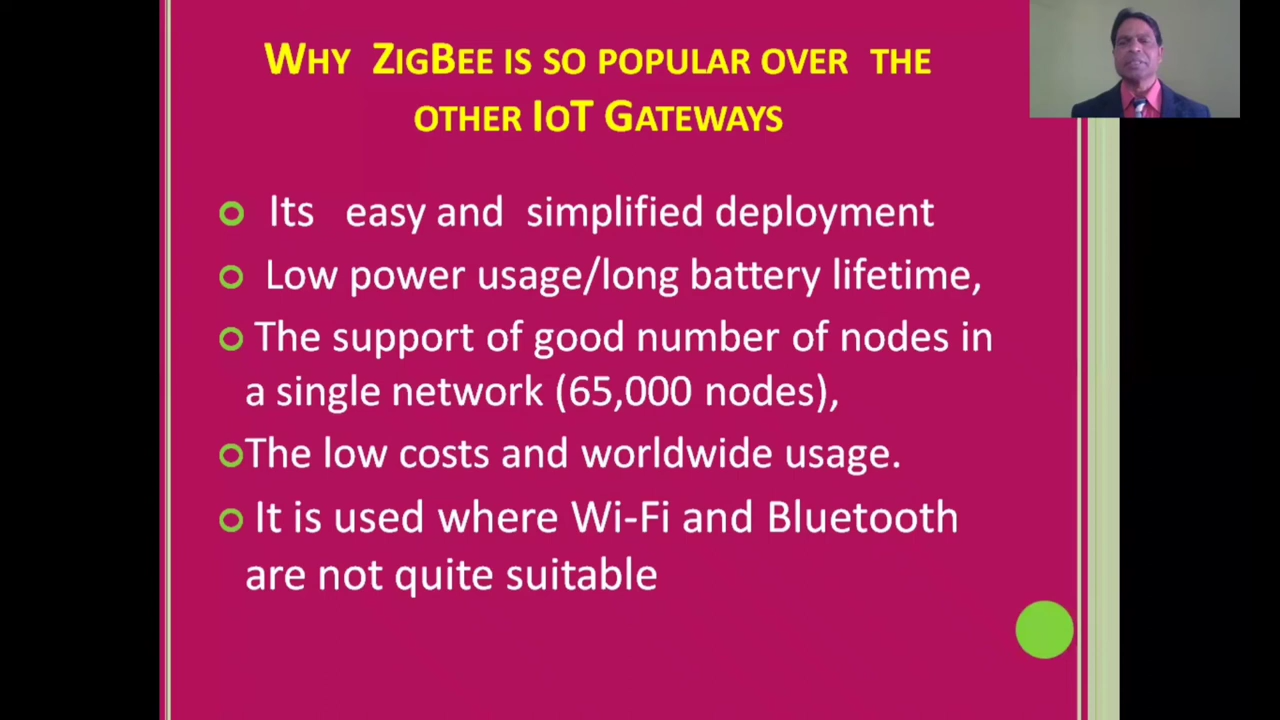 WHY ZIGBEE IS SO POPULAR OVER THE
OTHER IOT GATEWAYS
Its easy and simplified deployment
Low power usage/long battery lifetime,
The support of good number of nodes in
a single network (65,000 nodes),
The low costs and worldwide usage.
It is used where Wi-Fi and Bluetooth
are not quite suitable